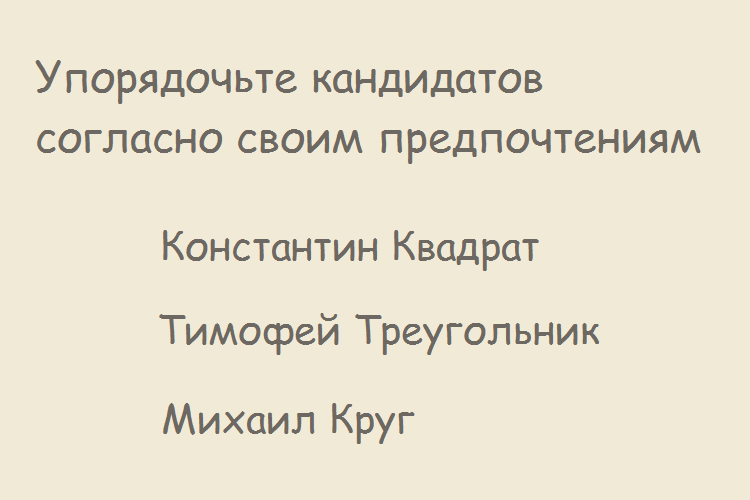 Упорядочьте кандидатов
согласно своим предпочтениям
Константин Квадрат
Тимофей Треугольник
Михаил Круг